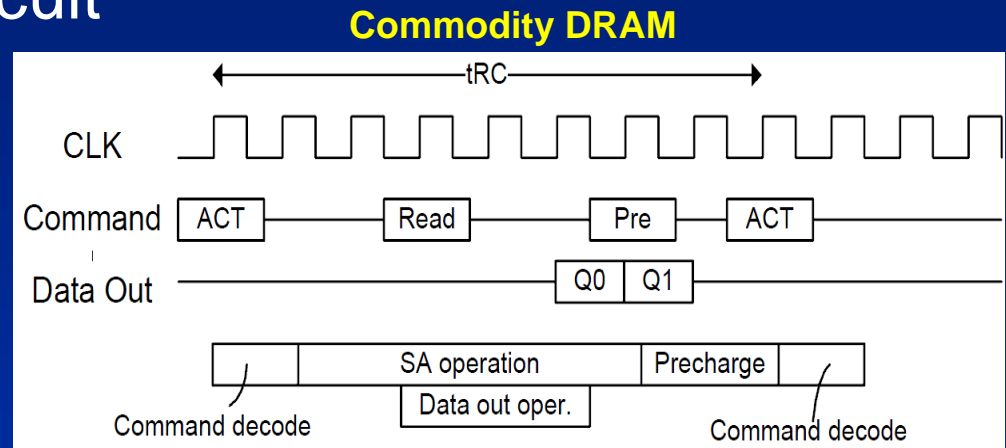 Commodity DRAM
tRC
CLK
Command ACT Read Pre ACT
Data Out Q0 Q1
SA operation Precharge
Data out oper.
Command decode Command decode